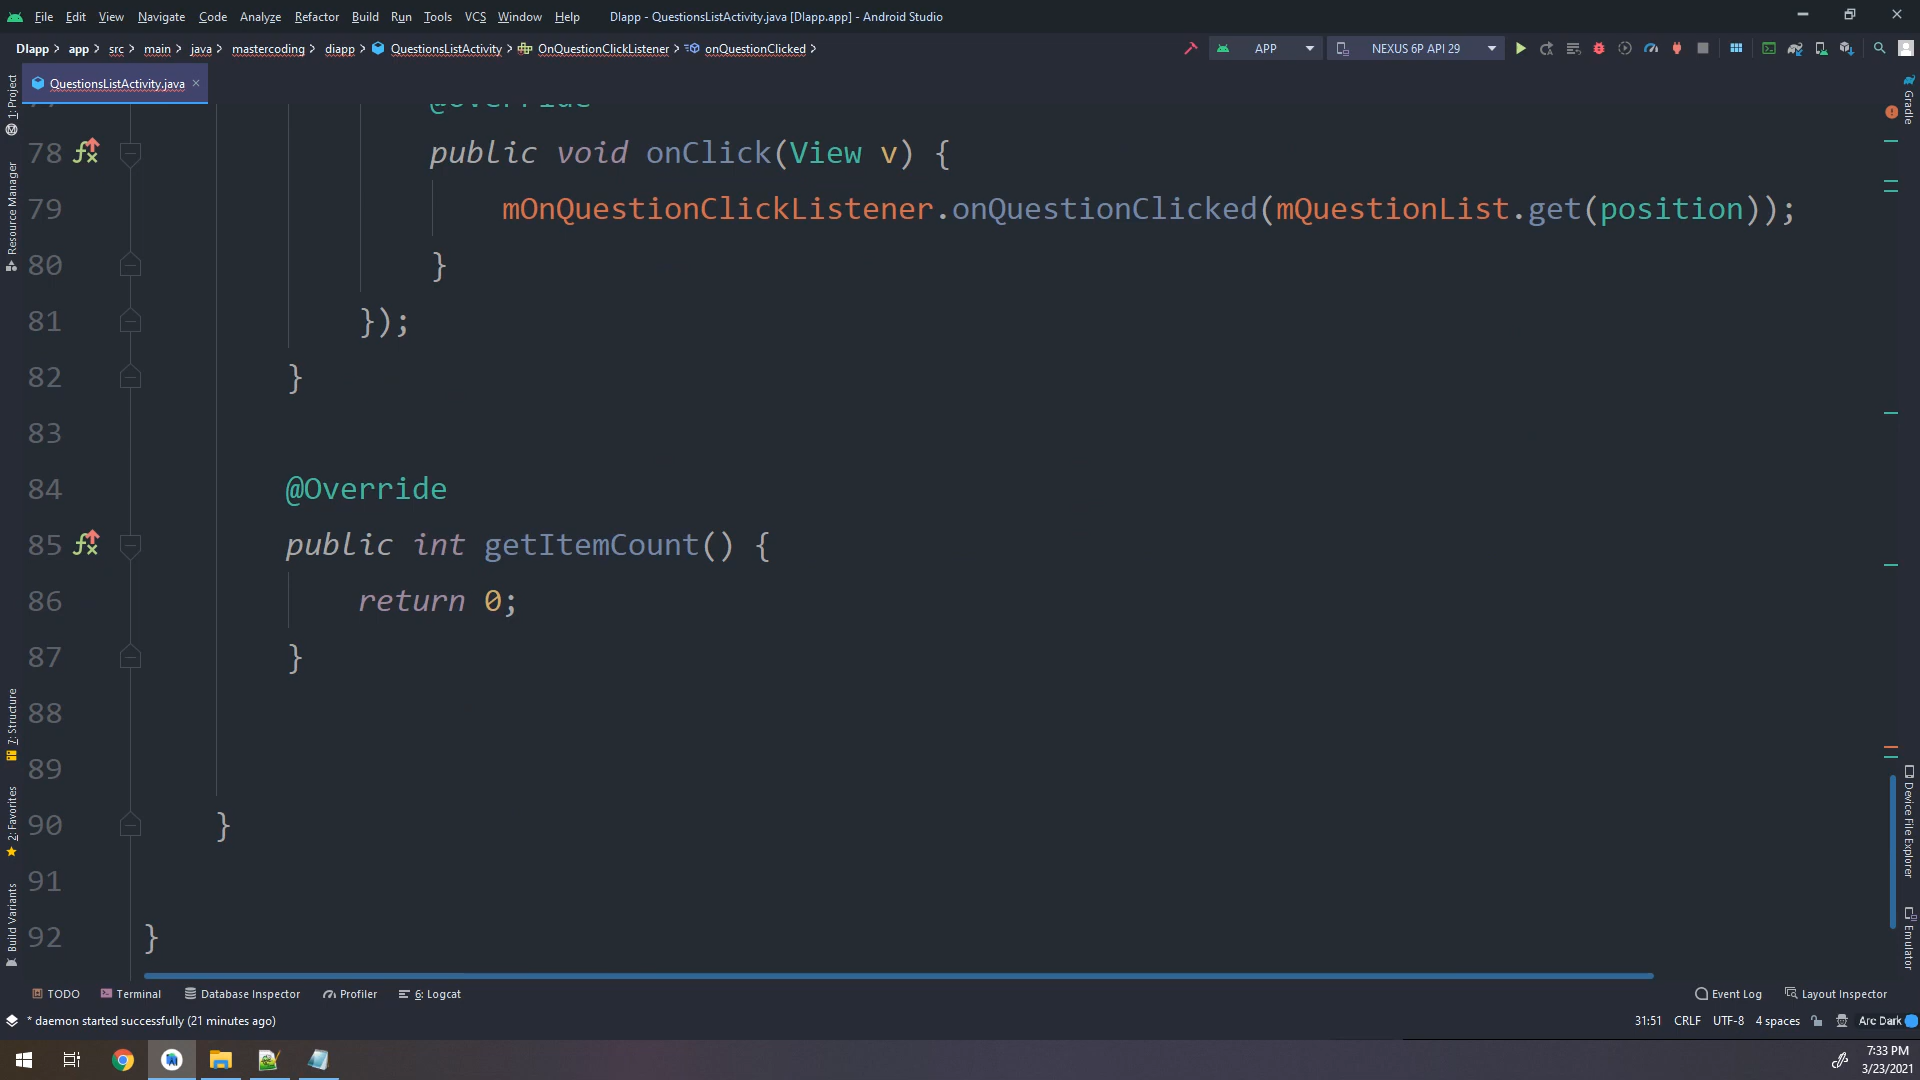 File Edit View Navigate Code Analyze Refactor Build Run Tools VCS Window Help DIapp - QuestionsListActivity.java [DIapp.app] - Android Studio
DIapp app src main java mastercoding diapp QuestionsListActivity OnQuestionClickListener onQuestionClicked APP NEXUS 6P API 29
QuestionsListActivity.java
@Override
78 public void onClick(View v) {
79 mOnQuestionClickListener.onQuestionClicked(mQuestionList.get(position));
80 }
81 });
82 }
83
84 @Override
85 public int getItemCount() {
86 return 0;
87 }
88
89
90 }
91
92 }
1: Project
Resource Manager
7: Structure
2: Favorites
Build Variants
Gradle
Device File Explorer
Emulator
TODO Terminal Database Inspector Profiler 6: Logcat Event Log Layout Inspector
* daemon started successfully (21 minutes ago) 31:51 CRLF UTF-8 4 spaces Arc Dark
7:33 PM
3/23/2021